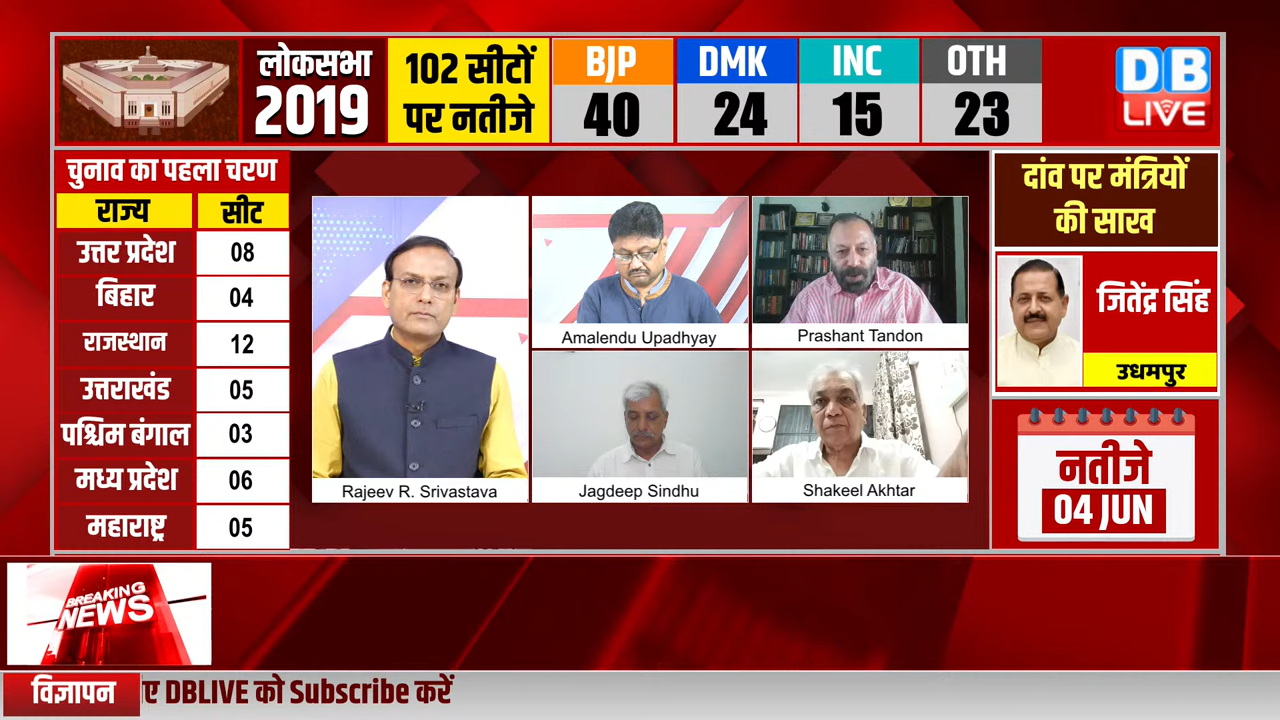 लोकसभा
2019
102 सीटों
पर नतीजे
BJP
40
DMK
24
INC
15
OTH
23
DB
LIVE
चुनाव का पहला चरण
राज्य सीट
उत्तर प्रदेश 08
बिहार 04
राजस्थान 12
उत्तराखंड 05
पश्चिम बंगाल 03
मध्य प्रदेश 06
महाराष्ट्र 05
Amalendu Upadhyay
Prashant Tandon
Rajeev R. Srivastava
Jagdeep Sindhu
Shakeel Akhtar
दांव पर मंत्रियों
की साख
जितेंद्र सिंह
उधमपुर
नतीजे
04 JUN
BREAKING
NEWS
विज्ञापन
DBLIVE को Subscribe करें